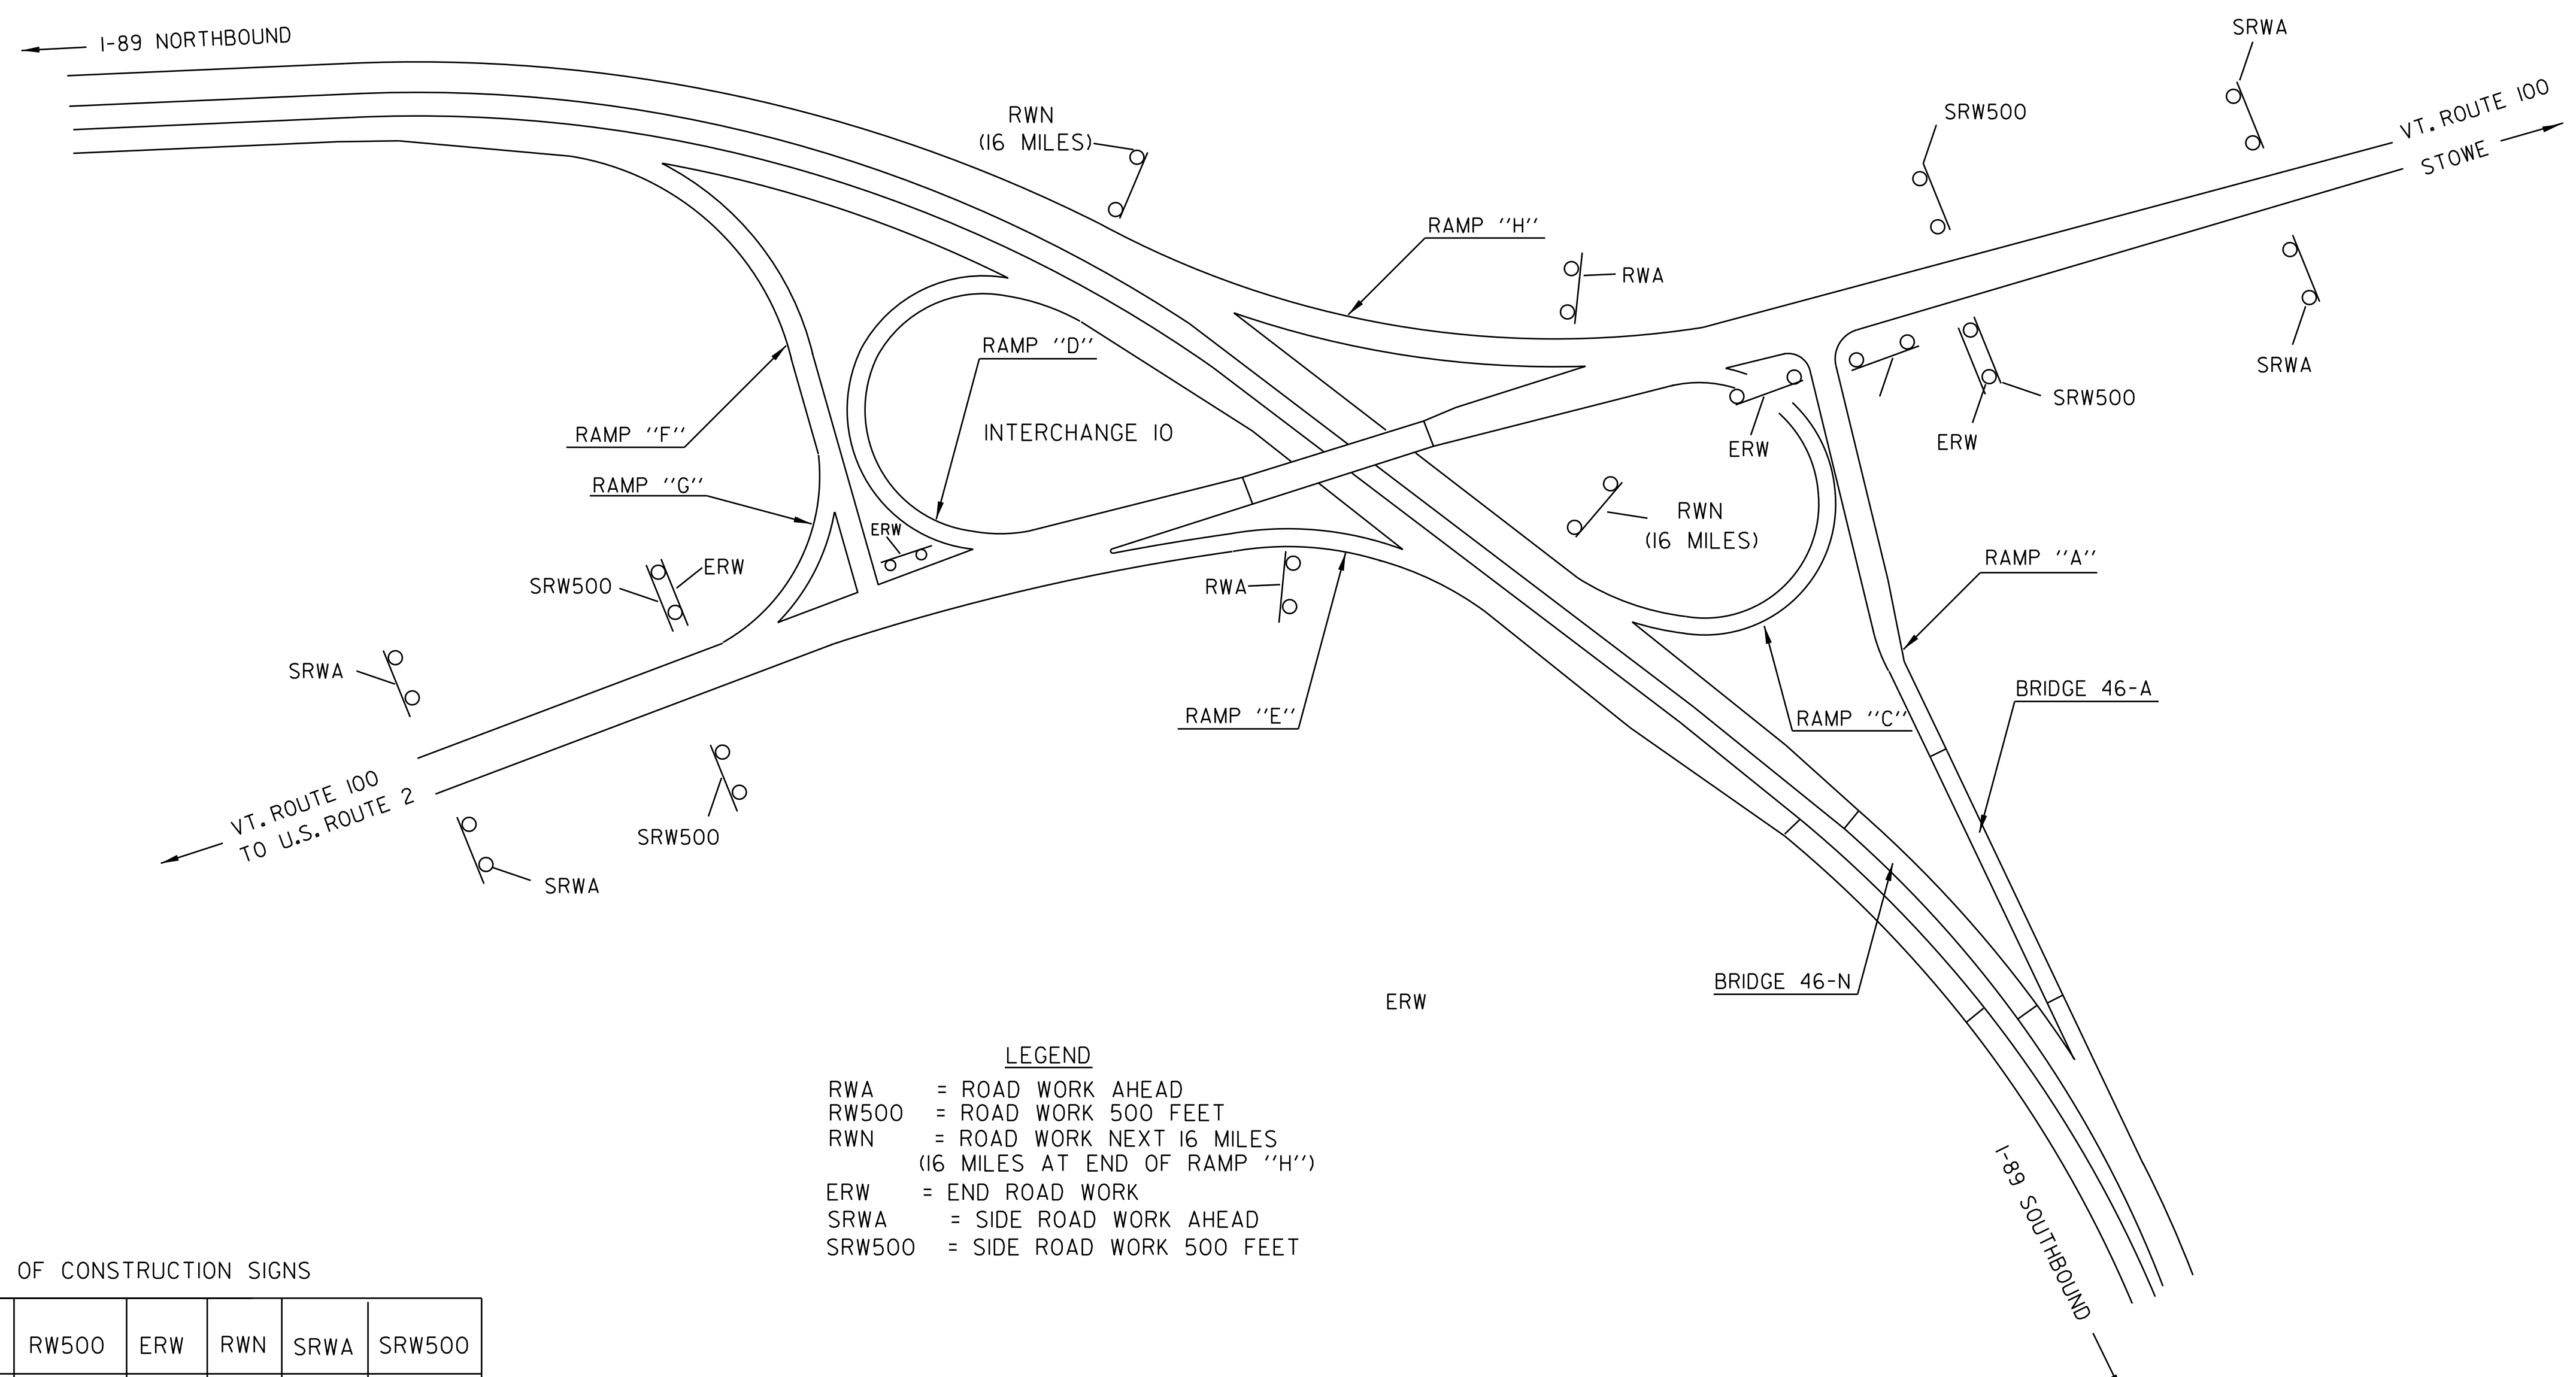 I-89 NORTHBOUND
SRWA
RWN
(16 MILES)
SRW500
VT. ROUTE 100
STOWE
RAMP "H"
RWA
RAMP "D"
SRWA
SRW500
RAMP "F"
INTERCHANGE 10
ERW
ERW
RAMP "G"
RWN
(16 MILES)
ERW
SRW500
ERW
RWA
RAMP "A"
SRWA
BRIDGE 46-A
RAMP "E"
RAMP "C"
VT. ROUTE 100
TO U.S. ROUTE 2
SRW500
SRWA
BRIDGE 46-N
ERW
LEGEND
RWA = ROAD WORK AHEAD
RW500 = ROAD WORK 500 FEET
RWN = ROAD WORK NEXT 16 MILES
(16 MILES AT END OF RAMP "H")
ERW = END ROAD WORK
SRWA = SIDE ROAD WORK AHEAD
SRW500 = SIDE ROAD WORK 500 FEET
I-89 SOUTHBOUND
OF CONSTRUCTION SIGNS
RW500 ERW RWN SRWA SRW500